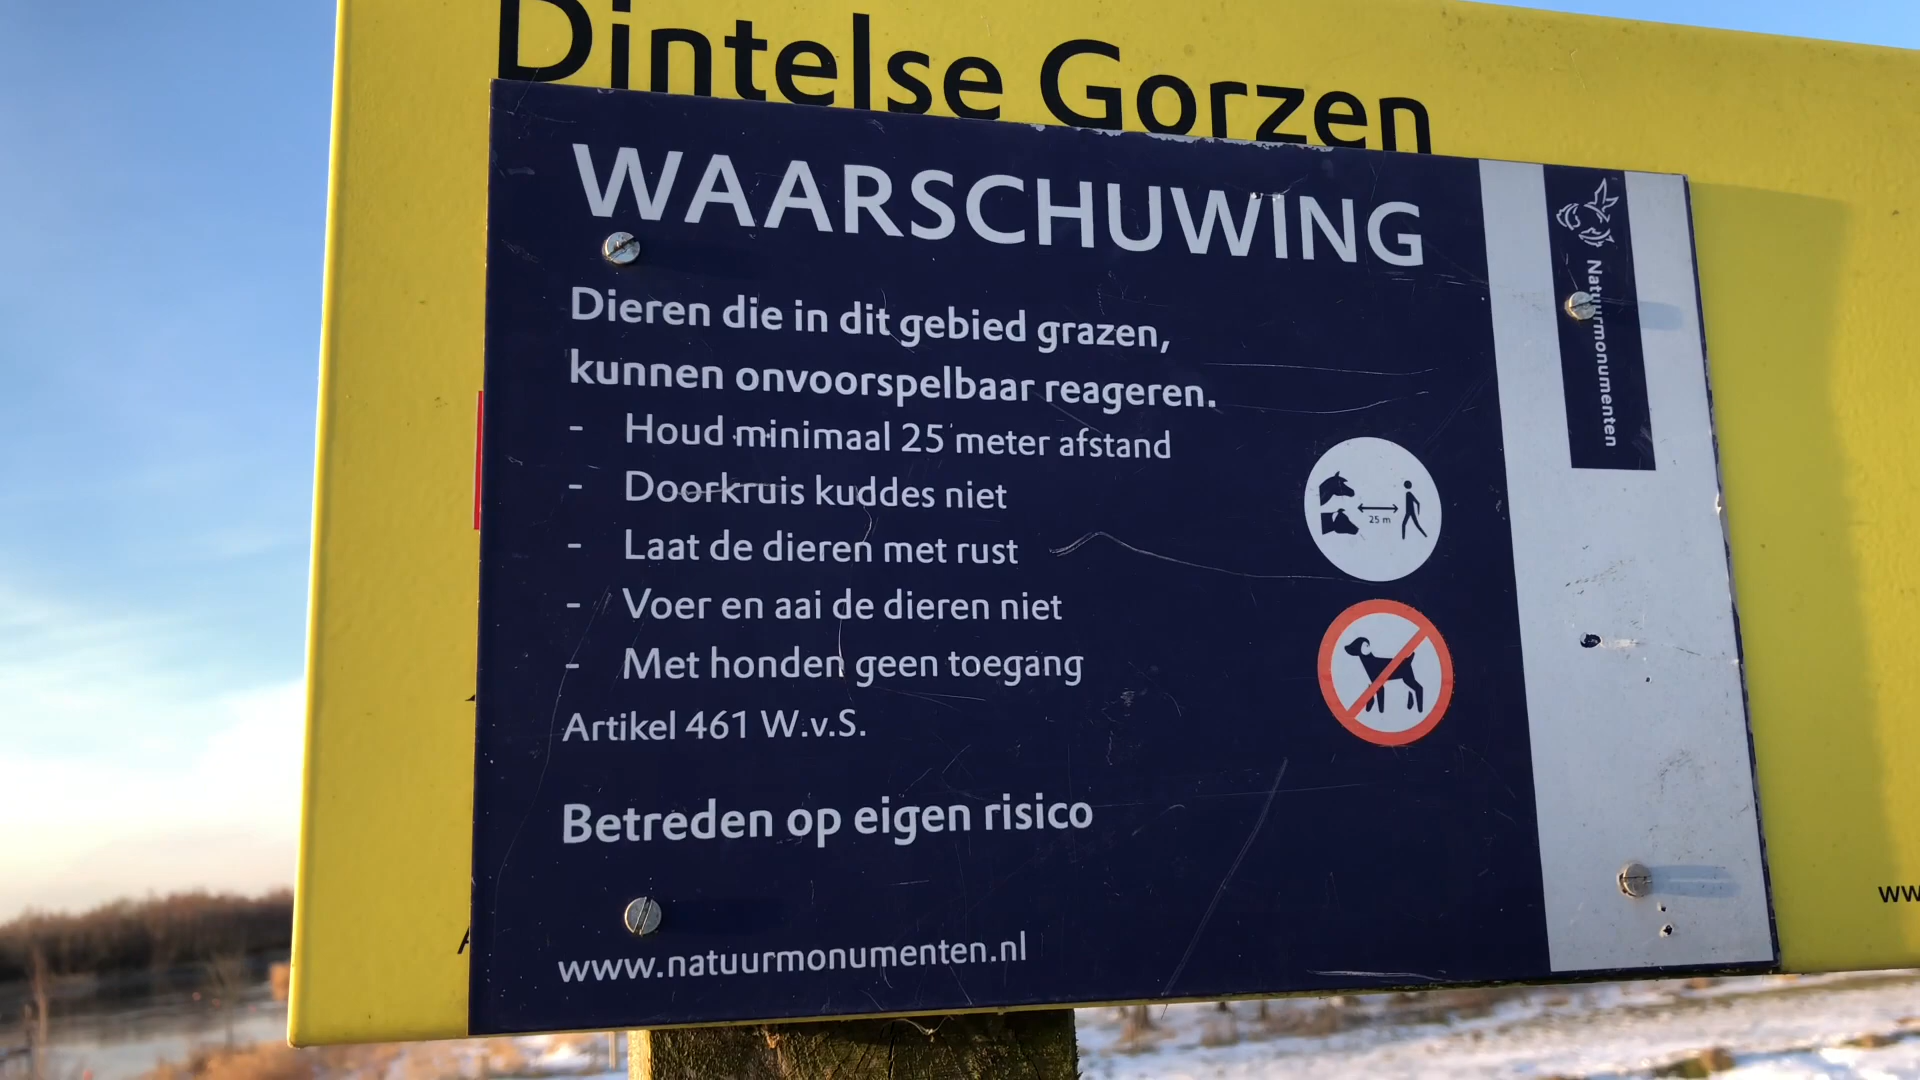 Dintelse Gorzen
WAARSCHUWING
Natuurmonumenten
Dieren die in dit gebied grazen,
kunnen onvoorspelbaar reageren.
- Houd minimaal 25 meter afstand
- Doorkruis kuddes niet
- Laat de dieren met rust
- Voer en aai de dieren niet
- Met honden geen toegang
25 m
Artikel 461 W.v.S.
Betreden op eigen risico
www.natuurmonumenten.nl